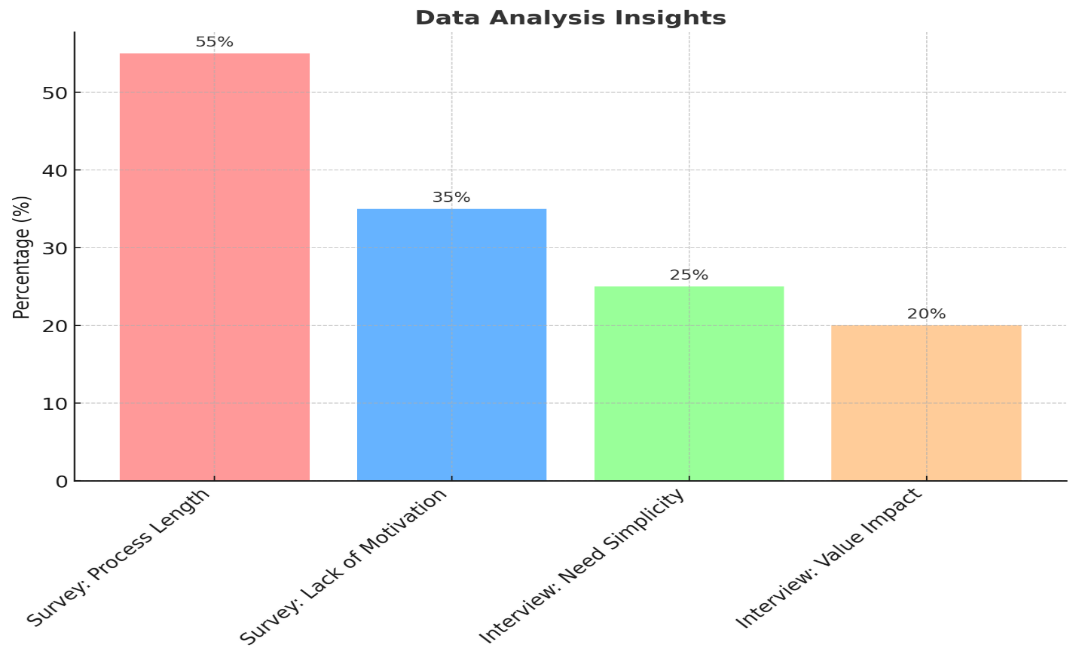 Data Analysis Insights
55%
35%
25%
20%
Percentage (%)
50
40
30
20
10
0
Survey: Process Length
Survey: Lack of Motivation
Interview: Need Simplicity
Interview: Value Impact